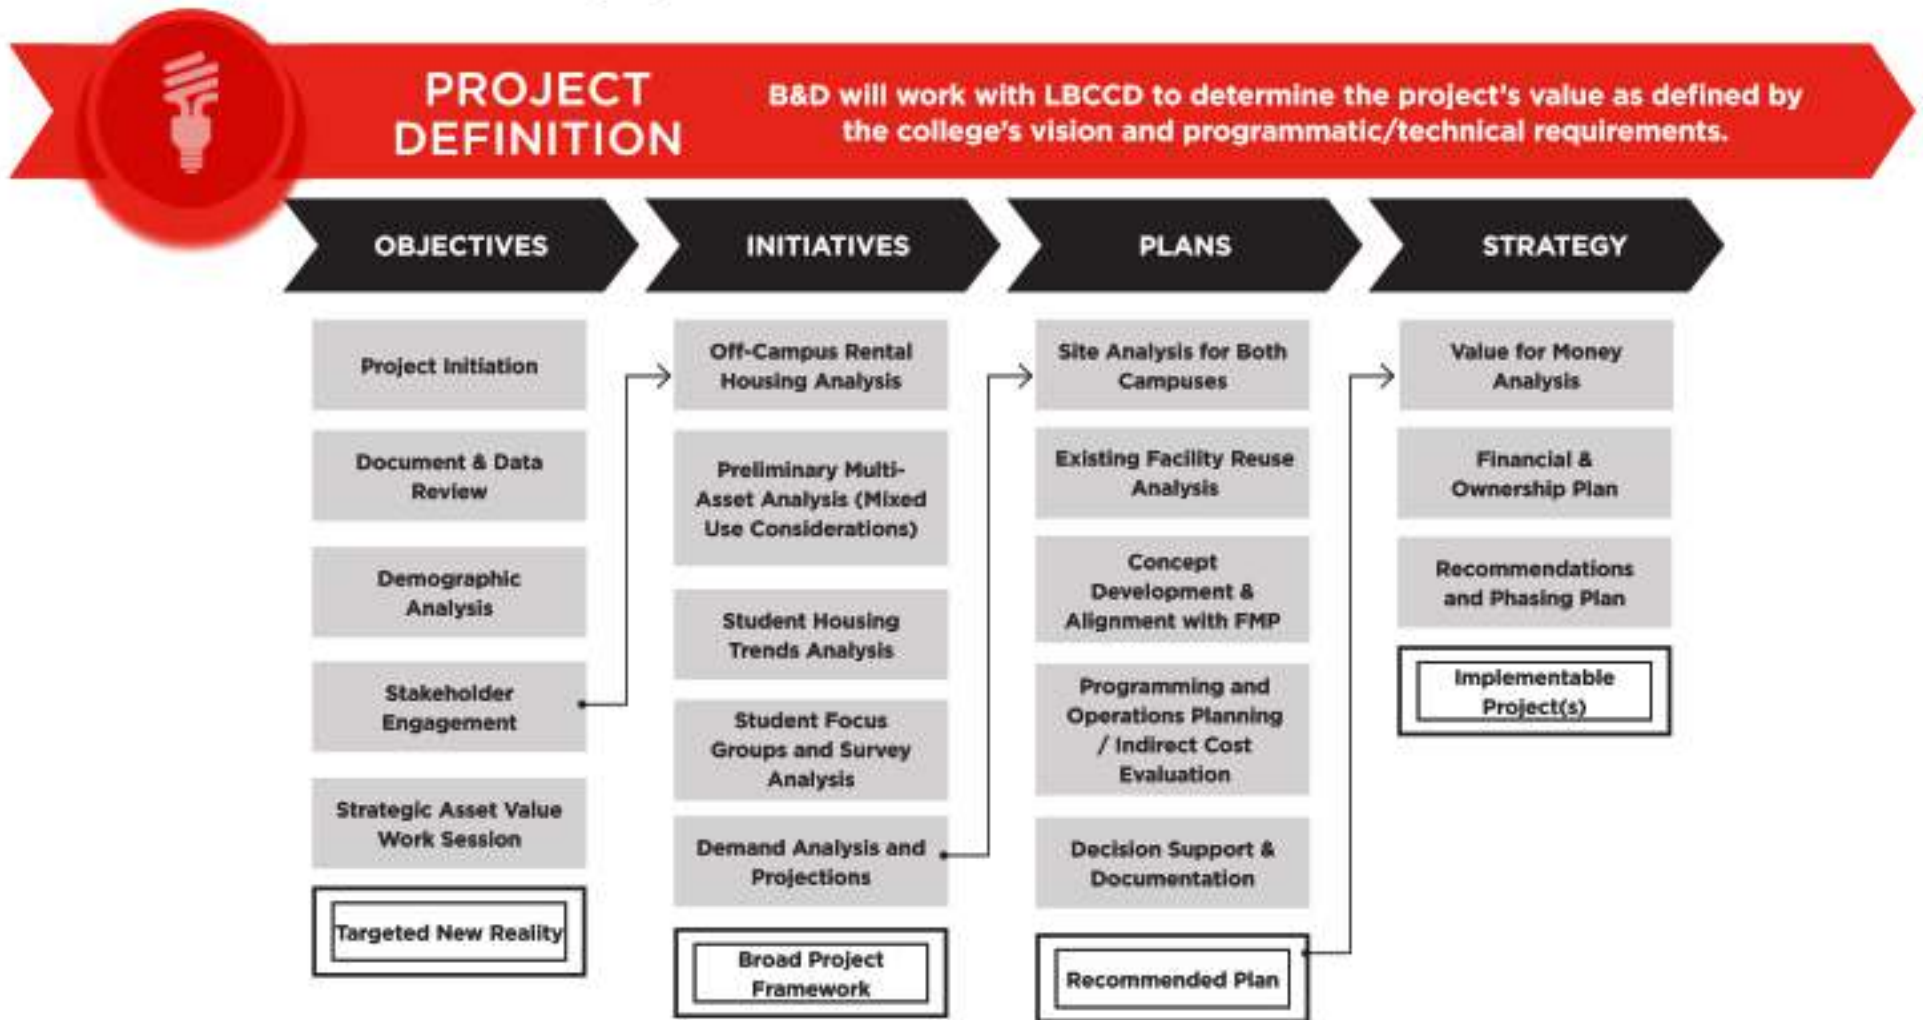 PROJECT
DEFINITION
B&D will work with LBCCD to determine the project's value as defined by
the college's vision and programmatic/technical requirements.
OBJECTIVES
Project Initiation
Document & Data
Review
Demographic
Analysis
Stakeholder
Engagement
Strategic Asset Value
Work Session
Targeted New Reality
INITIATIVES
Off-Campus Rental
Housing Analysis
Preliminary Multi-
Asset Analysis (Mixed
Use Considerations)
Student Housing
Trends Analysis
Student Focus
Groups and Survey
Analysis
Demand Analysis and
Projections
Broad Project
Framework
PLANS
Site Analysis for Both
Campuses
Existing Facility Reuse
Analysis
Concept
Development &
Alignment with FMP
Programming and
Operations Planning
/ Indirect Cost
Evaluation
Decision Support &
Documentation
Recommended Plan
STRATEGY
Value for Money
Analysis
Financial &
Ownership Plan
Recommendations
and Phasing Plan
Implementable
Project(s)